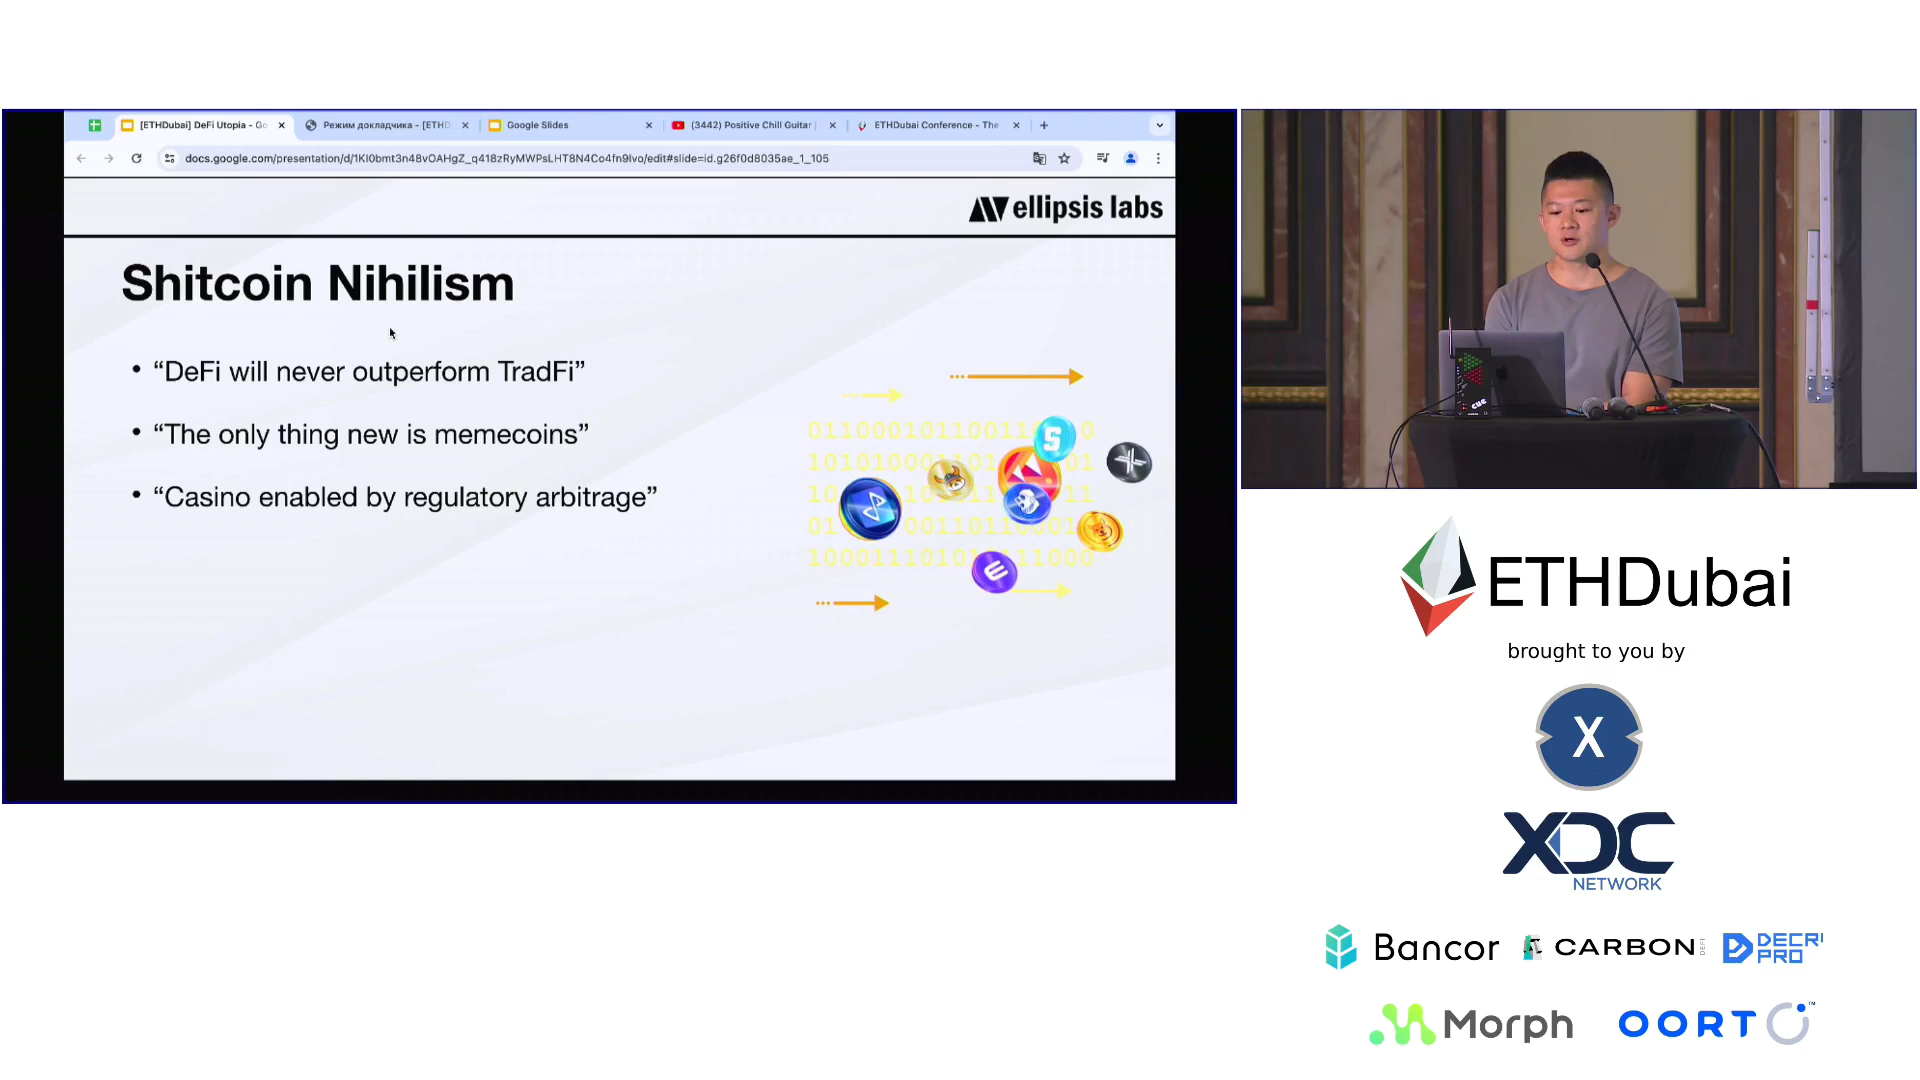 [ETHDubai] DeFi Utopia - Go
Режим докладчика - [ETHD
Google Slides
(3442) Positive Chill Guitar |
ETHDubai Conference - The
docs.google.com/presentation/d/1KI0bmt3n48vOAHgZ_q418zRyMWPsLHT8N4Co4fn9lvo/edit#slide=id.g26f0d8035ae_1_105
ellipsis labs
Shitcoin Nihilism
• “DeFi will never outperform TradFi”
• “The only thing new is memecoins”
• “Casino enabled by regulatory arbitrage”
cue
ETHDubai
brought to you by
X
XDC
NETWORK
Bancor
CARBON DEFI
DECRI PRO
Morph
OORT ™